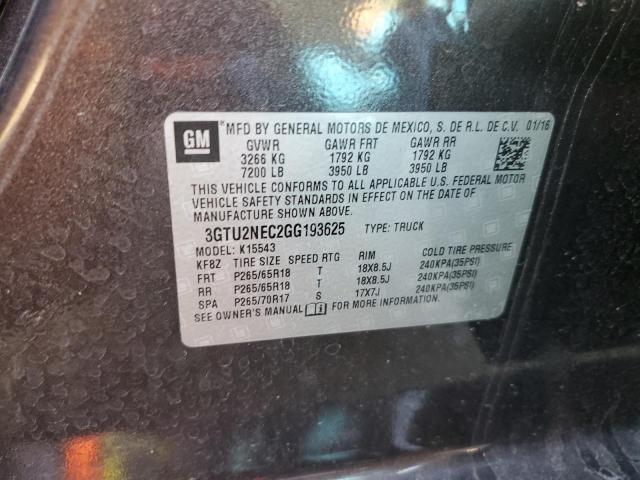 GM
*MFD BY GENERAL MOTORS DE MEXICO, S. DE R.L. DE C.V. 01/16
GVWR GAWR FRT GAWR RR
3266 KG 1792 KG 1792 KG
7200 LB 3950 LB 3950 LB
THIS VEHICLE CONFORMS TO ALL APPLICABLE U.S. FEDERAL MOTOR
VEHICLE SAFETY STANDARDS IN EFFECT ON THE DATE OF
MANUFACTURE SHOWN ABOVE.
3GTU2NEC2GG193625 TYPE: TRUCK
MODEL: K15543
KF8Z TIRE SIZE SPEED RTG RIM COLD TIRE PRESSURE
FRT P265/65R18 T 18X8.5J 240KPA(35PSI)
RR P265/65R18 T 18X8.5J 240KPA(35PSI)
SPA P265/70R17 S 17X7J 240KPA(35PSI)
SEE OWNER'S MANUAL FOR MORE INFORMATION.